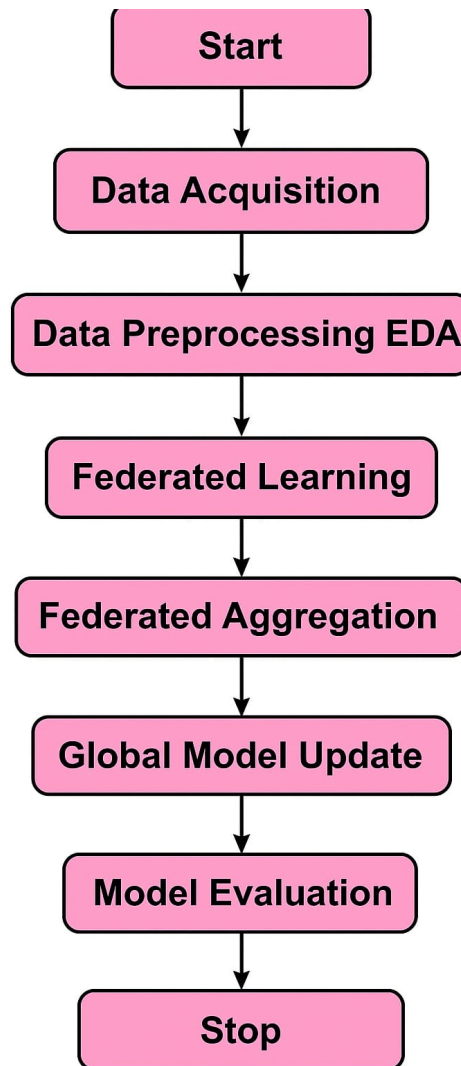 Start
Data Acquisition
Data Preprocessing EDA
Federated Learning
Federated Aggregation
Global Model Update
Model Evaluation
Stop